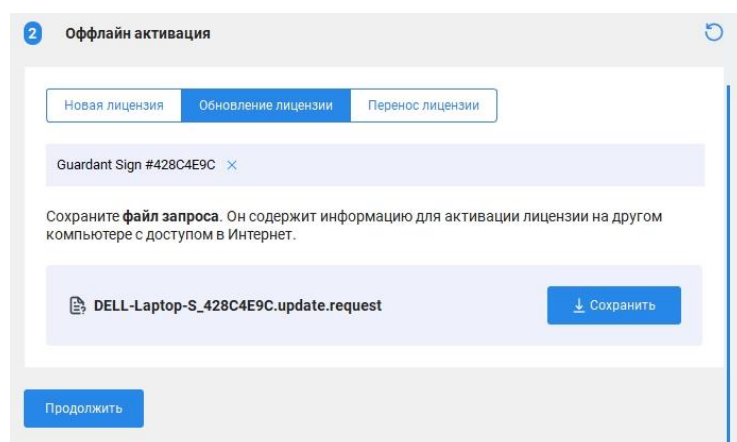 2 Оффлайн активация
Новая лицензия Обновление лицензии Перенос лицензии
Guardant Sign #428C4E9C ×
Сохраните файл запроса. Он содержит информацию для активации лицензии на другом
компьютере с доступом в Интернет.
DELL-Laptop-S_428C4E9C.update.request Сохранить
Продолжить